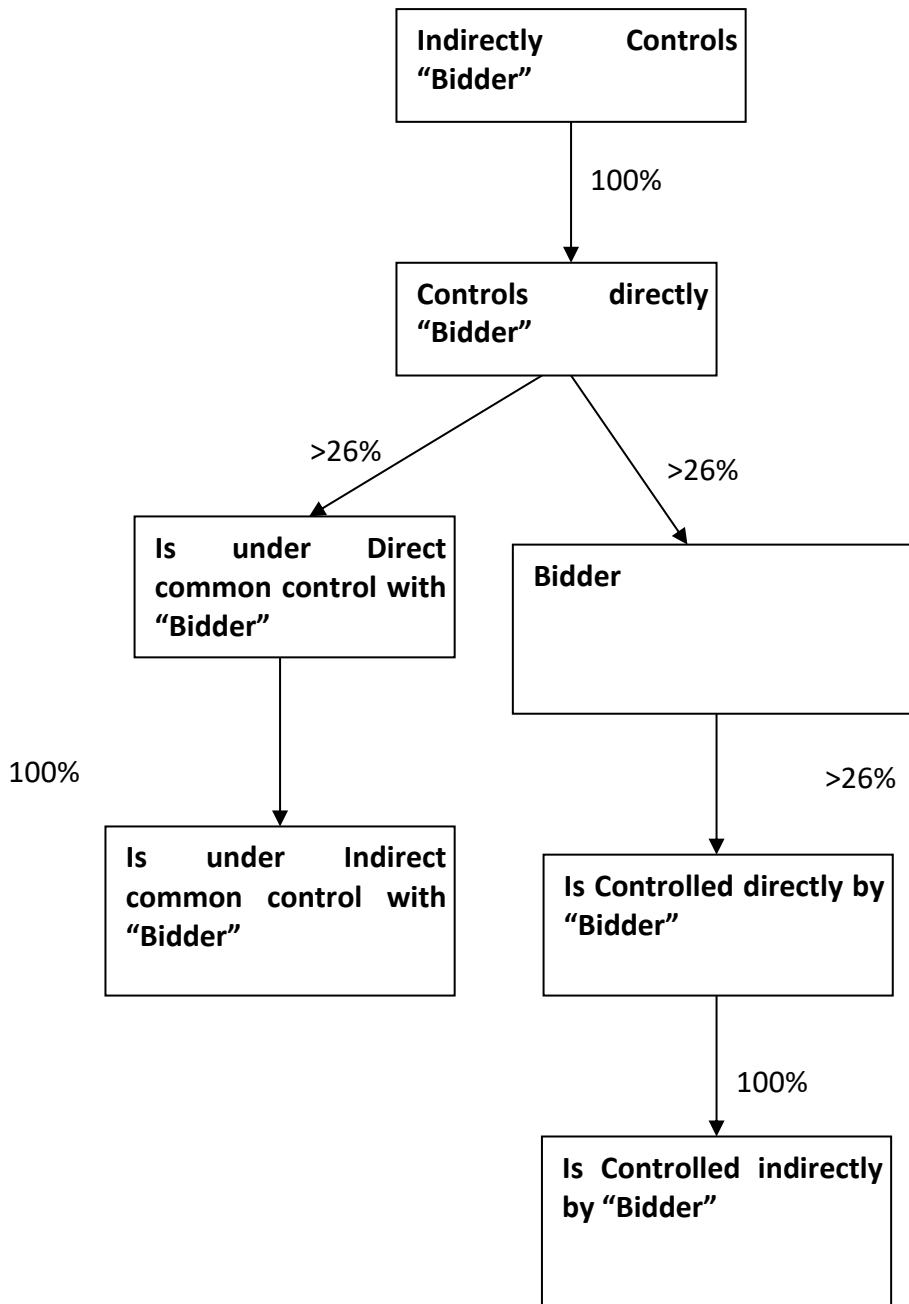 Indirectly Controls
“Bidder”
100%
Controls directly
“Bidder”
>26%
>26%
Is under Direct
common control with
“Bidder”
Bidder
100%
>26%
Is under Indirect
common control with
“Bidder”
Is Controlled directly by
“Bidder”
100%
Is Controlled indirectly
by “Bidder”